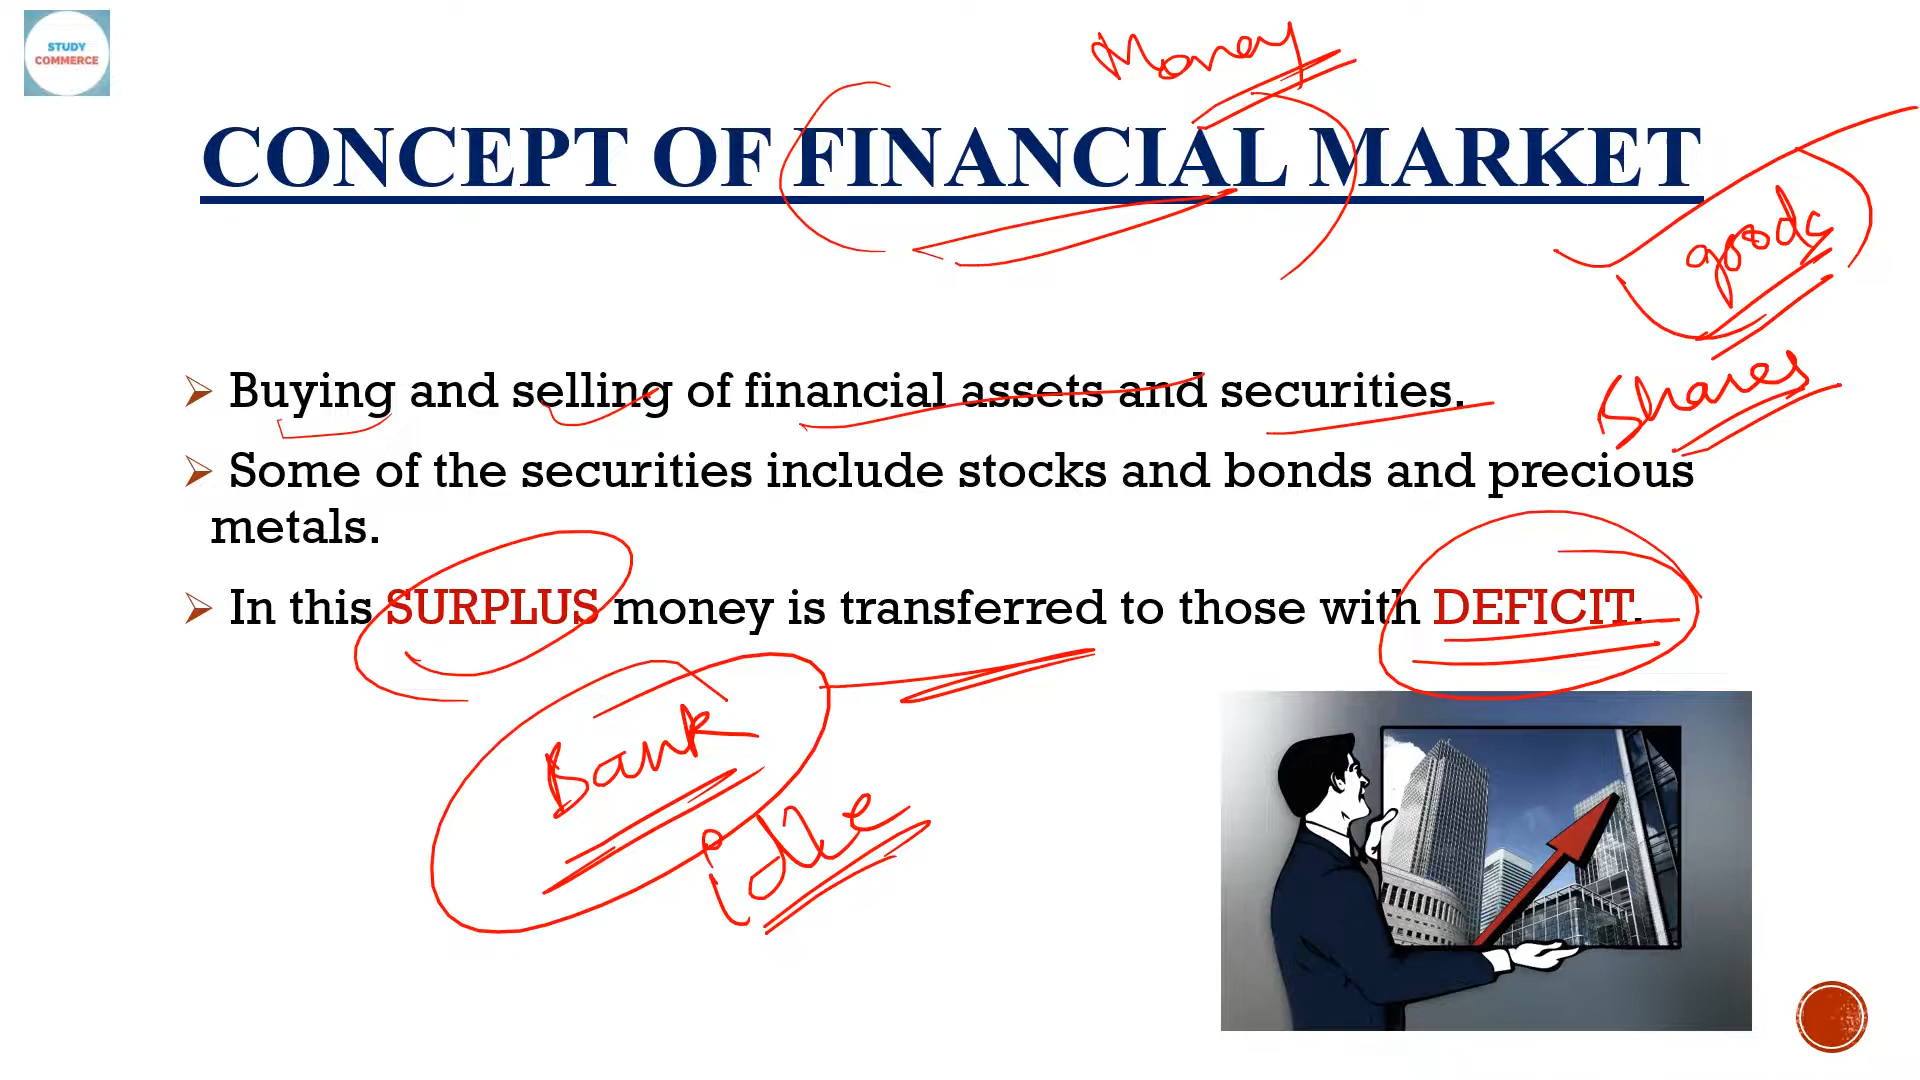 STUDY
COMMERCE
Money
CONCEPT OF FINANCIAL MARKET
goods
Buying and selling of financial assets and securities.
Shares
Some of the securities include stocks and bonds and precious
metals.
In this SURPLUS money is transferred to those with DEFICIT.
Bank
idle